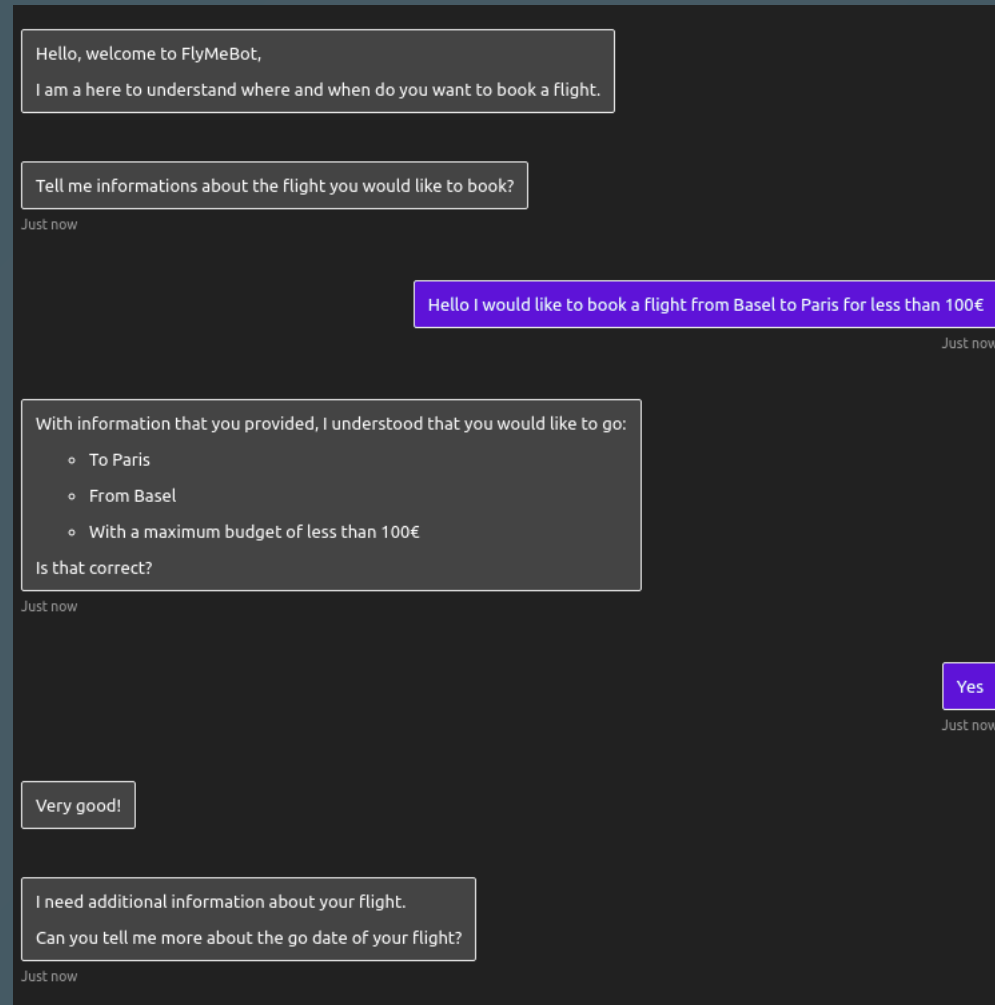 Hello, welcome to FlyMeBot,
I am a here to understand where and when do you want to book a flight.
Tell me informations about the flight you would like to book?
Just now
Hello I would like to book a flight from Basel to Paris for less than 100€
Just now
With information that you provided, I understood that you would like to go:
To Paris
From Basel
With a maximum budget of less than 100€
Is that correct?
Just now
Yes
Just now
Very good!
I need additional information about your flight.
Can you tell me more about the go date of your flight?
Just now